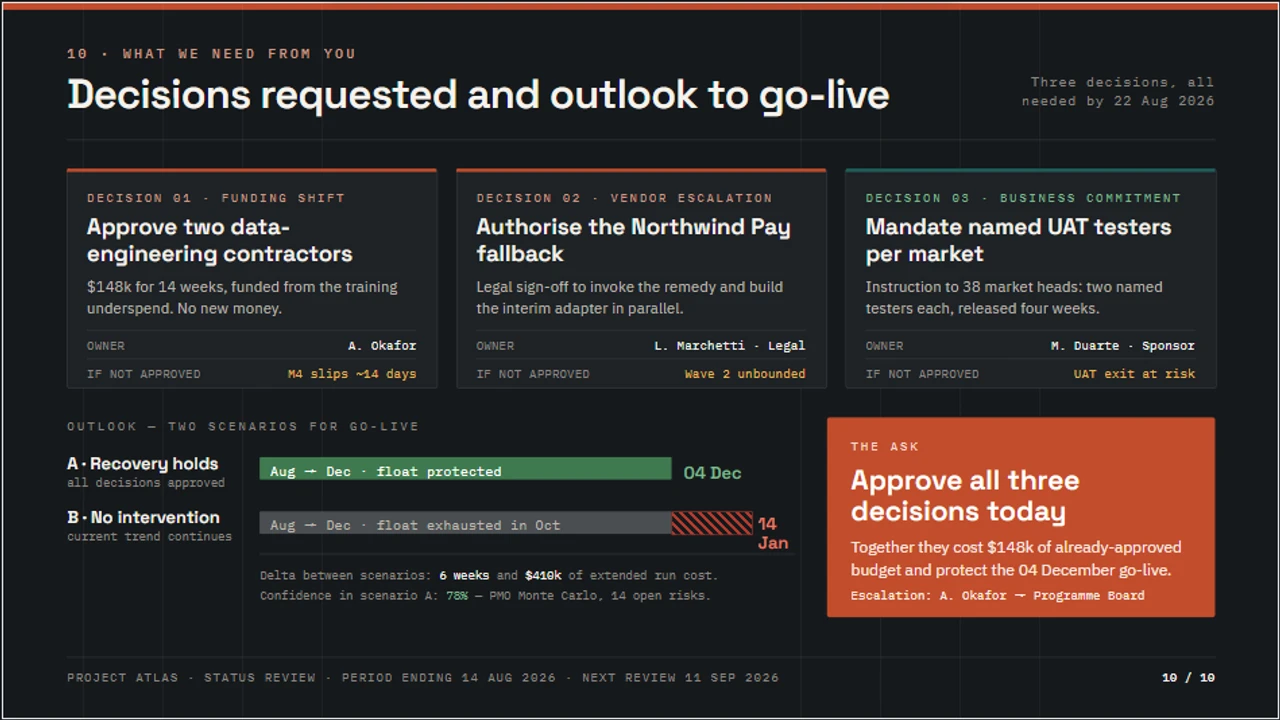 10 · WHAT WE NEED FROM YOU
Decisions requested and outlook to go-live
Three decisions, all
needed by 22 Aug 2026
DECISION 01 · FUNDING SHIFT
Approve two data-
engineering contractors
$148k for 14 weeks, funded from the training
underspend. No new money.
OWNER A. Okafor
IF NOT APPROVED M4 slips ~14 days
DECISION 02 · VENDOR ESCALATION
Authorise the Northwind Pay
fallback
Legal sign-off to invoke the remedy and build
the interim adapter in parallel.
OWNER L. Marchetti · Legal
IF NOT APPROVED Wave 2 unbounded
DECISION 03 · BUSINESS COMMITMENT
Mandate named UAT testers
per market
Instruction to 38 market heads: two named
testers each, released four weeks.
OWNER M. Duarte · Sponsor
IF NOT APPROVED UAT exit at risk
OUTLOOK — TWO SCENARIOS FOR GO-LIVE
A · Recovery holds
all decisions approved
Aug → Dec · float protected
04 Dec
B · No intervention
current trend continues
Aug → Dec · float exhausted in Oct
14
Jan
Delta between scenarios: 6 weeks and $410k of extended run cost.
Confidence in scenario A: 78% — PMO Monte Carlo, 14 open risks.
THE ASK
Approve all three
decisions today
Together they cost $148k of already-approved
budget and protect the 04 December go-live.
Escalation: A. Okafor → Programme Board
PROJECT ATLAS · STATUS REVIEW · PERIOD ENDING 14 AUG 2026 · NEXT REVIEW 11 SEP 2026
10 / 10